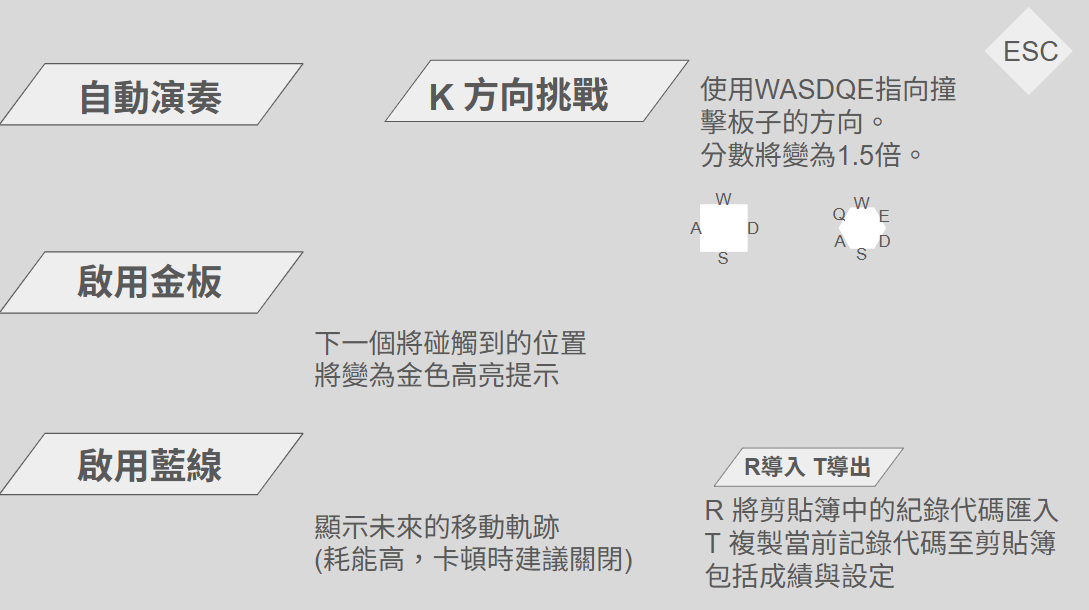 ESC
自動演奏
K 方向挑戰
使用WASDQE指向撞
擊板子的方向。
分數將變為1.5倍。
W
A D
S
W
Q E
A D
S
啟用金板
下一個將碰觸到的位置
將變為金色高亮提示
啟用藍線
顯示未來的移動軌跡
(耗能高，卡頓時建議關閉)
R導入 T導出
R 將剪貼簿中的紀錄代碼匯入
T 複製當前記錄代碼至剪貼簿
包括成績與設定